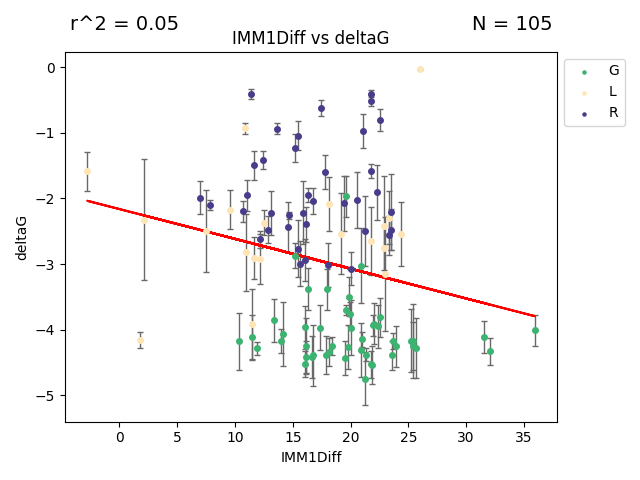 r^2 = 0.05
N = 105
IMM1Diff vs deltaG
G
L
R
0
−1
−2
−3
−4
−5
deltaG
0 5 10 15 20 25 30 35
IMM1Diff